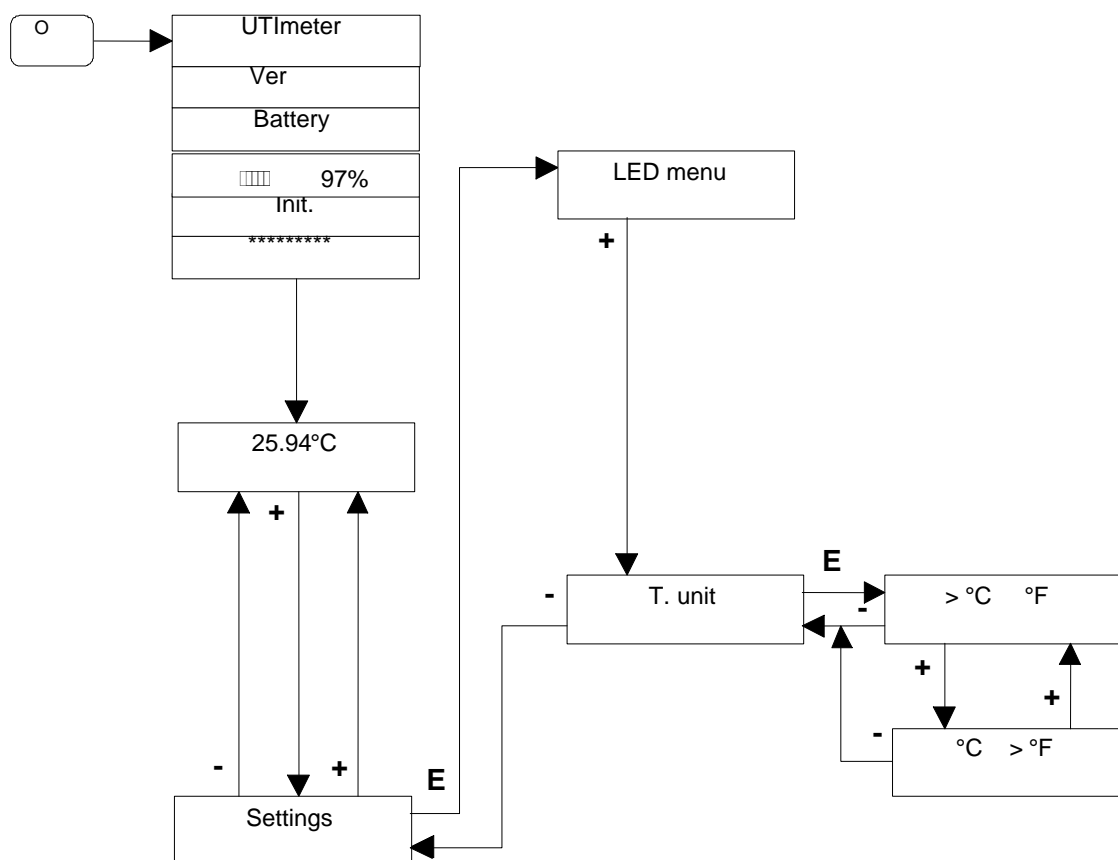 O
UTImeter
Ver
Battery
97%
Init.
*********
LED menu
+
25.94°C
+
T. unit
-
E
> °C °F
-
+
+
°C > °F
-
-
+
E
Settings